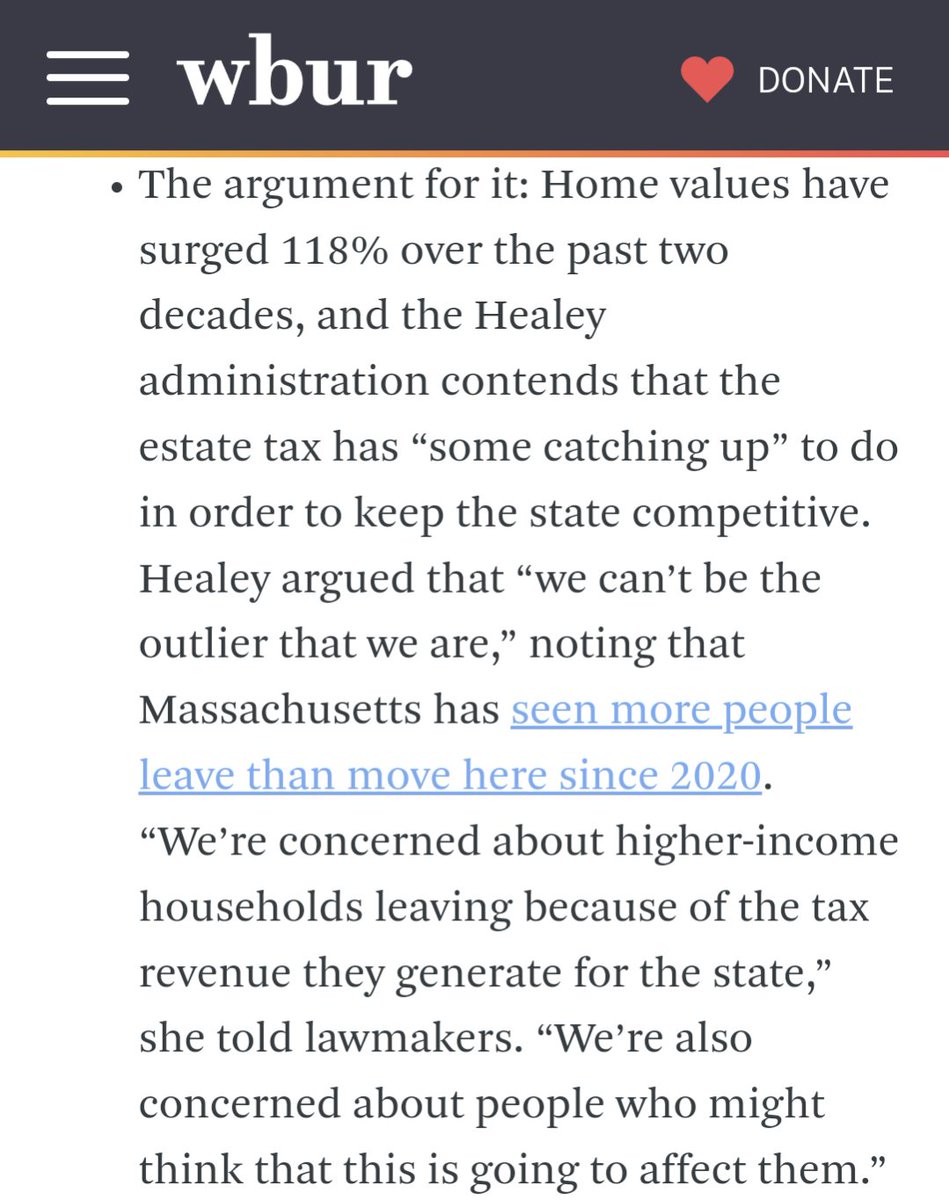 wbur
DONATE
• The argument for it: Home values have
surged 118% over the past two
decades, and the Healey
administration contends that the
estate tax has “some catching up” to do
in order to keep the state competitive.
Healey argued that “we can’t be the
outlier that we are,” noting that
Massachusetts has seen more people
leave than move here since 2020.
“We’re concerned about higher-income
households leaving because of the tax
revenue they generate for the state,”
she told lawmakers. “We’re also
concerned about people who might
think that this is going to affect them.”